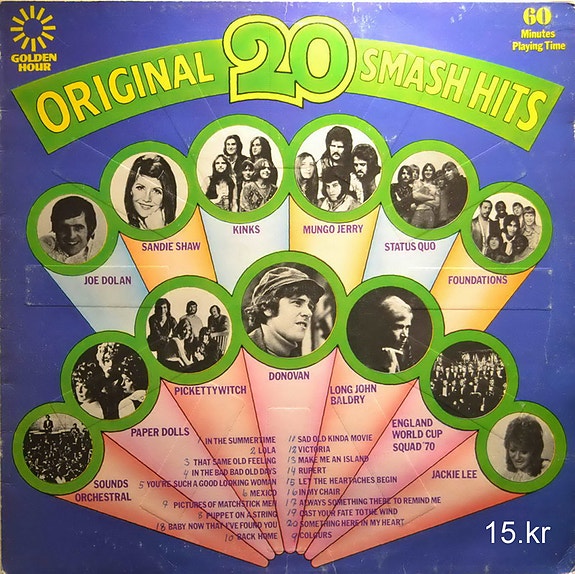 GOLDEN
HOUR
ORIGINAL 20 SMASH HITS
60
Minutes
Playing Time
JOE DOLAN
SANDIE SHAW
KINKS
MUNGO JERRY
STATUS QUO
FOUNDATIONS
PAPER DOLLS
PICKETTYWITCH
DONOVAN
LONG JOHN
BALDRY
ENGLAND
WORLD CUP
SQUAD '70
SOUNDS
ORCHESTRAL
JACKIE LEE
1 IN THE SUMMERTIME
2 LOLA
3 THAT SAME OLD FEELING
4 IN THE BAD BAD OLD DAYS
5 YOU'RE SUCH A GOOD LOOKING WOMAN
6 MEXICO
7 PICTURES OF MATCHSTICK MEN
8 PUPPET ON A STRING
18 BABY NOW THAT I'VE FOUND YOU
10 BACK HOME
11 SAD OLD KINDA MOVIE
12 VICTORIA
13 MAKE ME AN ISLAND
14 RUPERT
15 LET THE HEARTACHES BEGIN
16 IN MY CHAIR
17 ALWAYS SOMETHING THERE TO REMIND ME
19 CAST YOUR FATE TO THE WIND
20 SOMETHING HERE IN MY HEART
9 COLOURS
15.kr